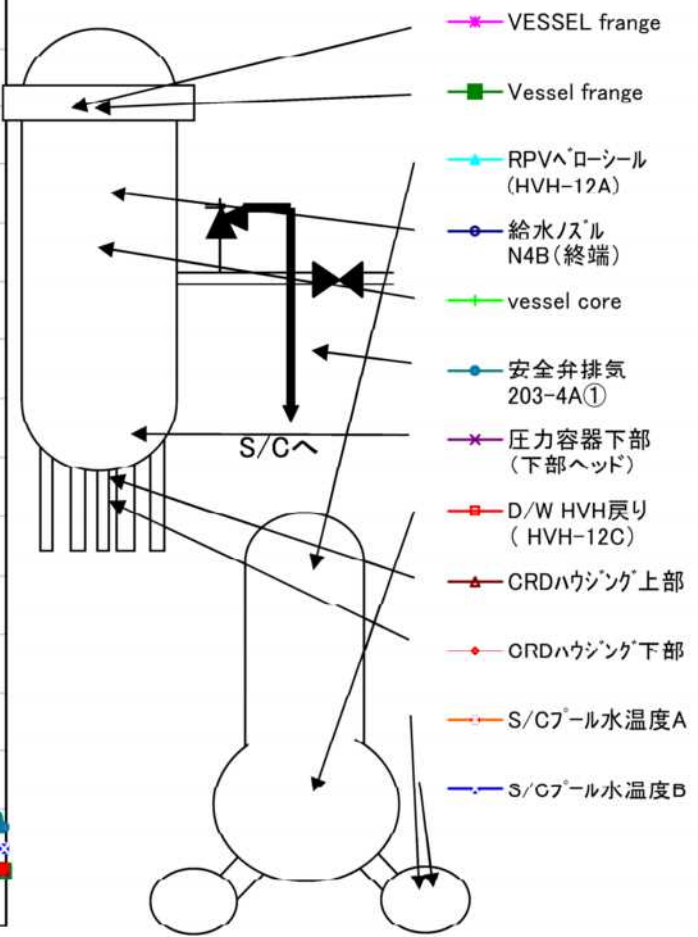 VESSEL frange
Vessel frange
RPVベローシール
(HVH-12A)
給水ノズル
N4B(終端)
vessel core
安全弁排気
203-4A①
圧力容器下部
(下部ヘッド)
D/W HVH戻り
( HVH-12C)
CRDハウジング上部
CRDハウジング下部
S/Cプール水温度A
S/Cプール水温度B
S/Cへ